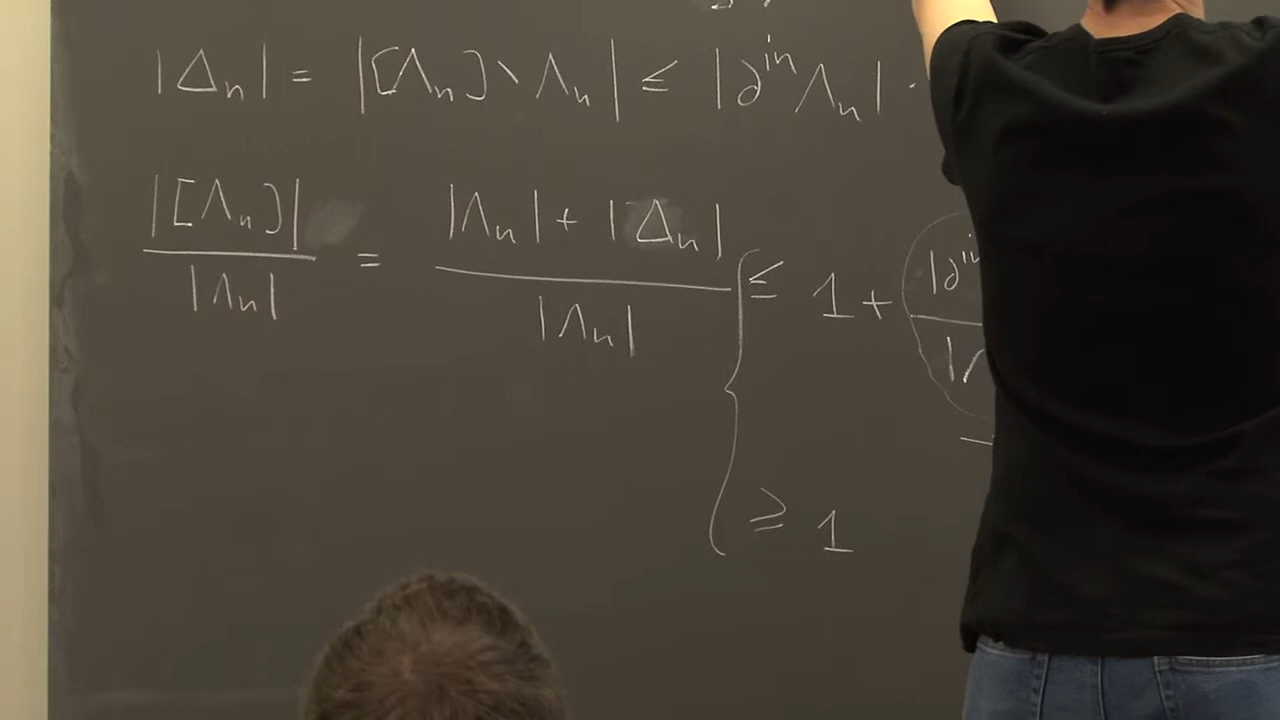 |Δn| = |[Λn] \ Λn| ≤ |∂^in Λn| ·
|[Λn]| / |Λn| = (|Λn| + |Δn|) / |Λn| { ≤ 1 + |∂^in
≥ 1